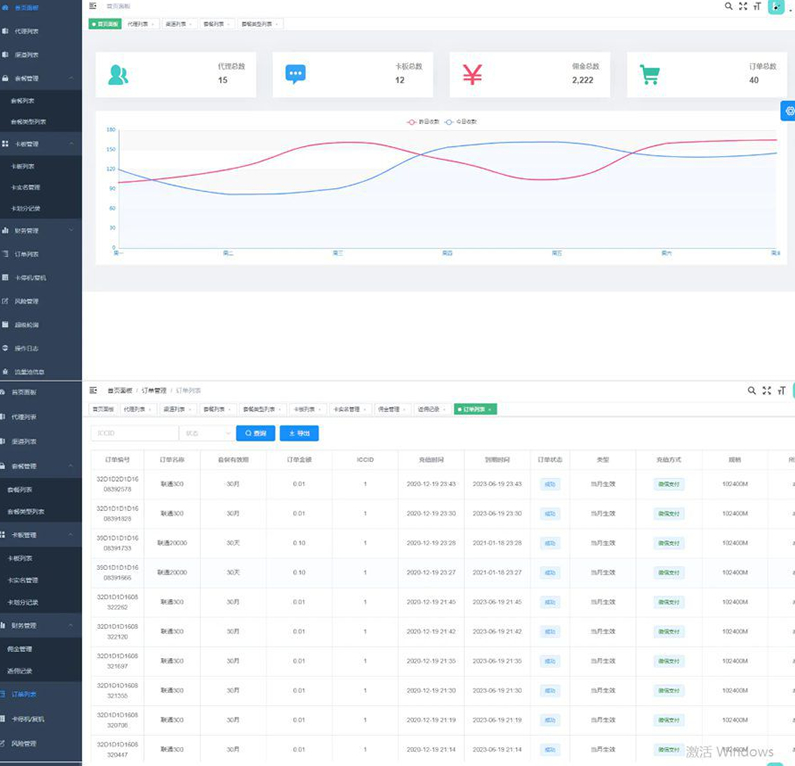 首页面板
首页面板
代理列表
首页面板 代理列表 渠道列表 套餐列表 套餐类型列表
渠道列表
套餐管理
套餐列表
套餐类型列表
卡板管理
卡板列表
卡实名管理
卡划分记录
财务管理
订单列表
卡停机/复机
风险管理
超级轮询
操作日志
流量池信息
代理总数
15
卡板总数
12
佣金总数
2,222
订单总数
40
昨日收款 今日收款
180
150
120
90
60
30
0
周一 周二 周三 周四 周五 周六
首页面板 / 订单管理 / 订单列表
首页面板 代理列表 渠道列表 套餐列表 套餐类型列表 卡板列表 卡实名管理 佣金管理 返佣记录 订单列表
首页面板
代理列表
渠道列表
套餐管理
套餐列表
套餐类型列表
卡板管理
卡板列表
卡实名管理
卡划分记录
财务管理
佣金管理
返佣记录
订单列表
卡停机/复机
风险管理
ICCID 状态 查询 导出
订单编号 订单名称 套餐有效期 订单金额 ICCID 充值时间 到期时间 订单状态 类型 充值方式
联通300 30月 0.01 1 2020-12-19 23:43 2023-06-19 23:43 成功 当月生效 微信支付 102400M
联通300 30月 0.01 1 2020-12-19 23:30 2023-06-19 23:30 成功 当月生效 微信支付 102400M
联通20000 30天 0.10 1 2020-12-19 23:28 2021-01-18 23:28 成功 当月生效 微信支付 102400M
联通20000 30天 0.10 1 2020-12-19 23:27 2021-01-18 23:27 成功 当月生效 微信支付 102400M
联通300 30月 0.01 1 2020-12-19 21:45 2023-06-19 21:45 成功 当月生效 微信支付 102400M
联通300 30月 0.01 1 2020-12-19 21:42 2023-06-19 21:42 成功 当月生效 微信支付 102400M
联通300 30月 0.01 1 2020-12-19 21:35 2023-06-19 21:35 成功 当月生效 微信支付 102400M
联通300 30月 0.01 1 2020-12-19 21:30 2023-06-19 21:30 成功 当月生效 微信支付 102400M
联通300 30月 0.01 1 2020-12-19 21:19 2023-06-19 21:19 成功 当月生效 微信支付 102400M
联通300 30月 0.01 1 2020-12-19 21:14 2023-06-19 21:14 成功 当月生效 微信支付 102400M
激活 Windows